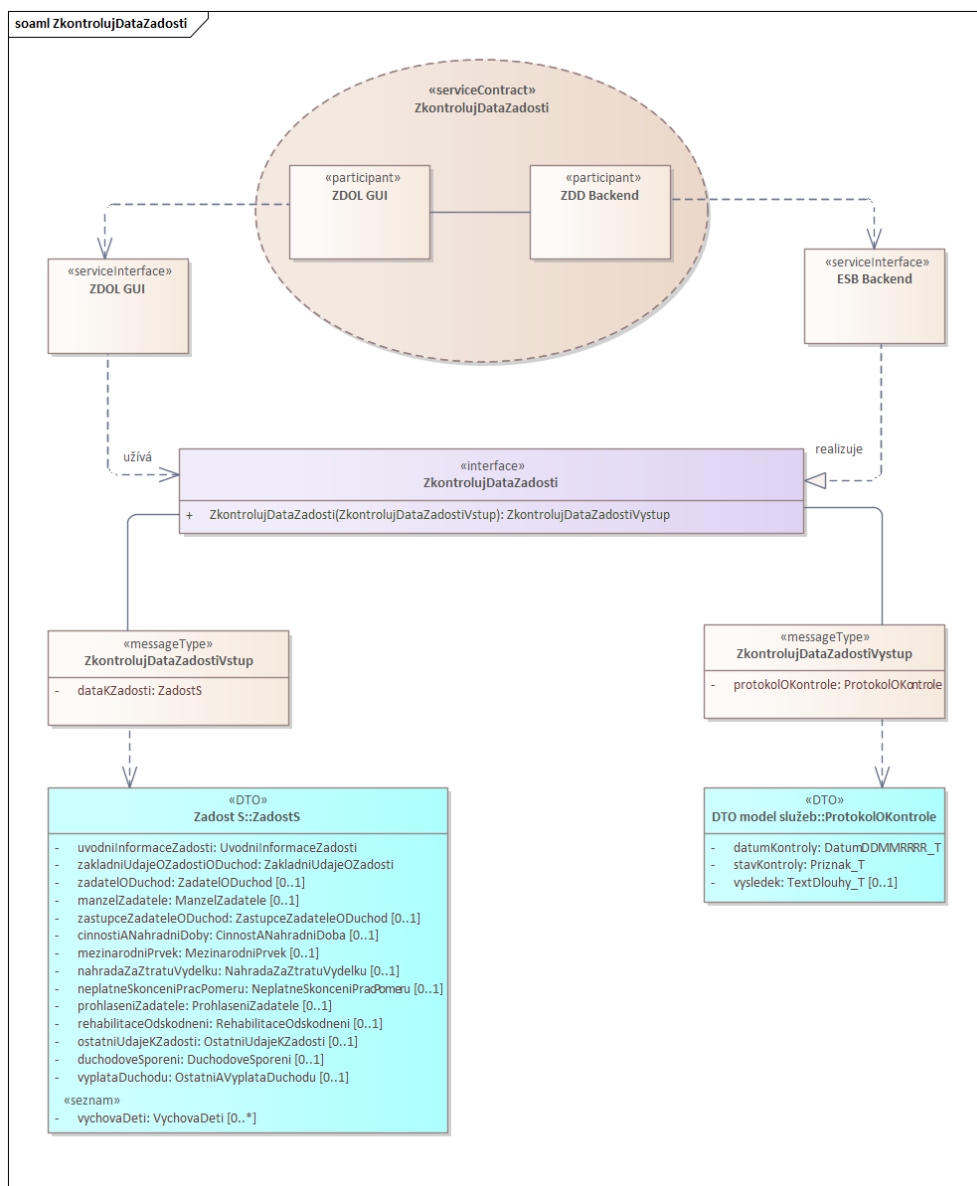 soaml ZkontrolujDataZadosti
«serviceContract»
ZkontrolujDataZadosti
«participant»
ZDOL GUI
«participant»
ZDD Backend
«serviceInterface»
ZDOL GUI
«serviceInterface»
ESB Backend
užívá
realizuje
«interface»
ZkontrolujDataZadosti
+ ZkontrolujDataZadosti(ZkontrolujDataZadostiVstup): ZkontrolujDataZadostiVystup
«messageType»
ZkontrolujDataZadostiVstup
- dataKZadosti: ZadostS
«messageType»
ZkontrolujDataZadostiVystup
- protokolOKontrole: ProtokolOKontrole
«DTO»
Zadost S::ZadostS
- uvodniInformaceZadosti: UvodniInformaceZadosti
- zakladniUdajeOZadostiODuchod: ZakladniUdajeOZadosti
- zadatelODuchod: ZadatelODuchod [0..1]
- manzelZadatele: ManzelZadatele [0..1]
- zastupceZadateleODuchod: ZastupceZadateleODuchod [0..1]
- cinnostiANahradniDoby: CinnostANahradniDoba [0..1]
- mezinarodniPrvek: MezinarodniPrvek [0..1]
- nahradaZaZtratuVydelku: NahradaZaZtratuVydelku [0..1]
- neplatneSkonceniPracPomeru: NeplatneSkonceniPracPomeru [0..1]
- prohlaseniZadatele: ProhlaseniZadatele [0..1]
- rehabilitaceOdskodneni: RehabilitaceOdskodneni [0..1]
- ostatniUdajeKZadosti: OstatniUdajeKZadosti [0..1]
- duchodoveSporeni: DuchodoveSporeni [0..1]
- vyplataDuchodu: OstatniAVyplataDuchodu [0..1]
«seznam»
- vychovaDeti: VychovaDeti [0..*]
«DTO»
DTO model služeb::ProtokolOKontrole
- datumKontroly: DatumDDMMRRRR_T
- stavKontroly: Priznak_T
- vysledek: TextDlouhy_T [0..1]